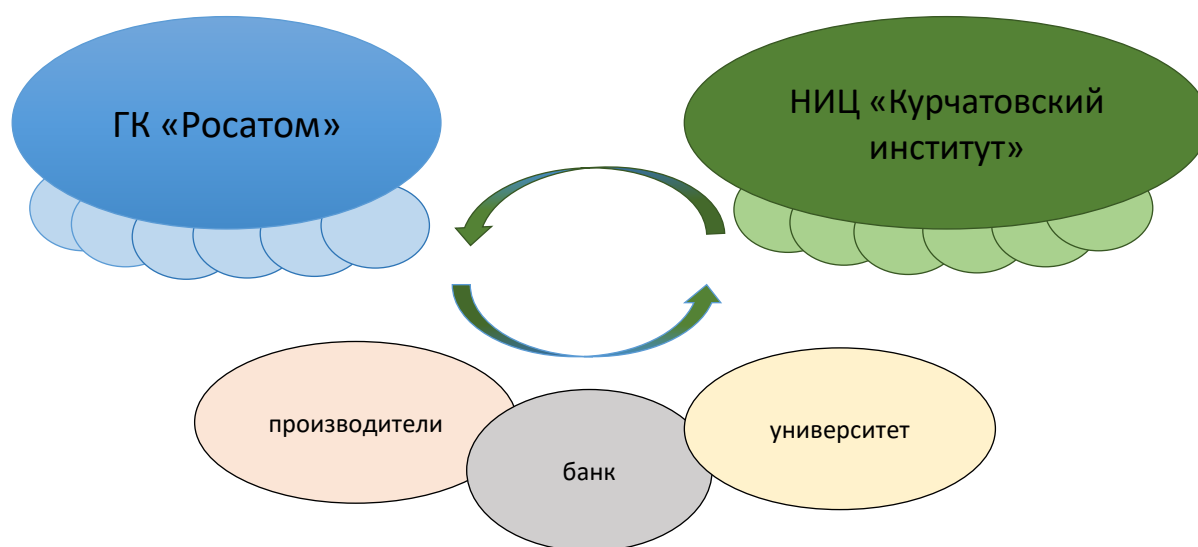 ГК «Росатом»
НИЦ «Курчатовский
институт»
производители
банк
университет